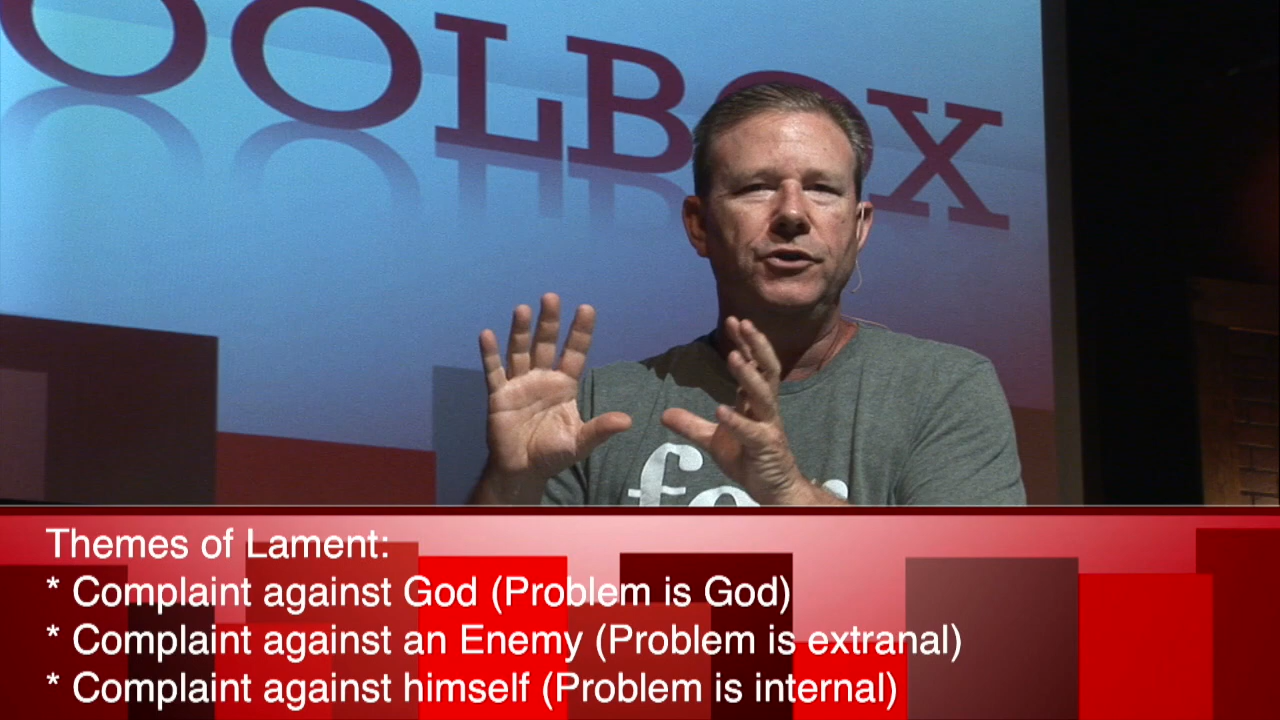 OOLBOX
Themes of Lament:
* Complaint against God (Problem is God)
* Complaint against an Enemy (Problem is extranal)
* Complaint against himself (Problem is internal)